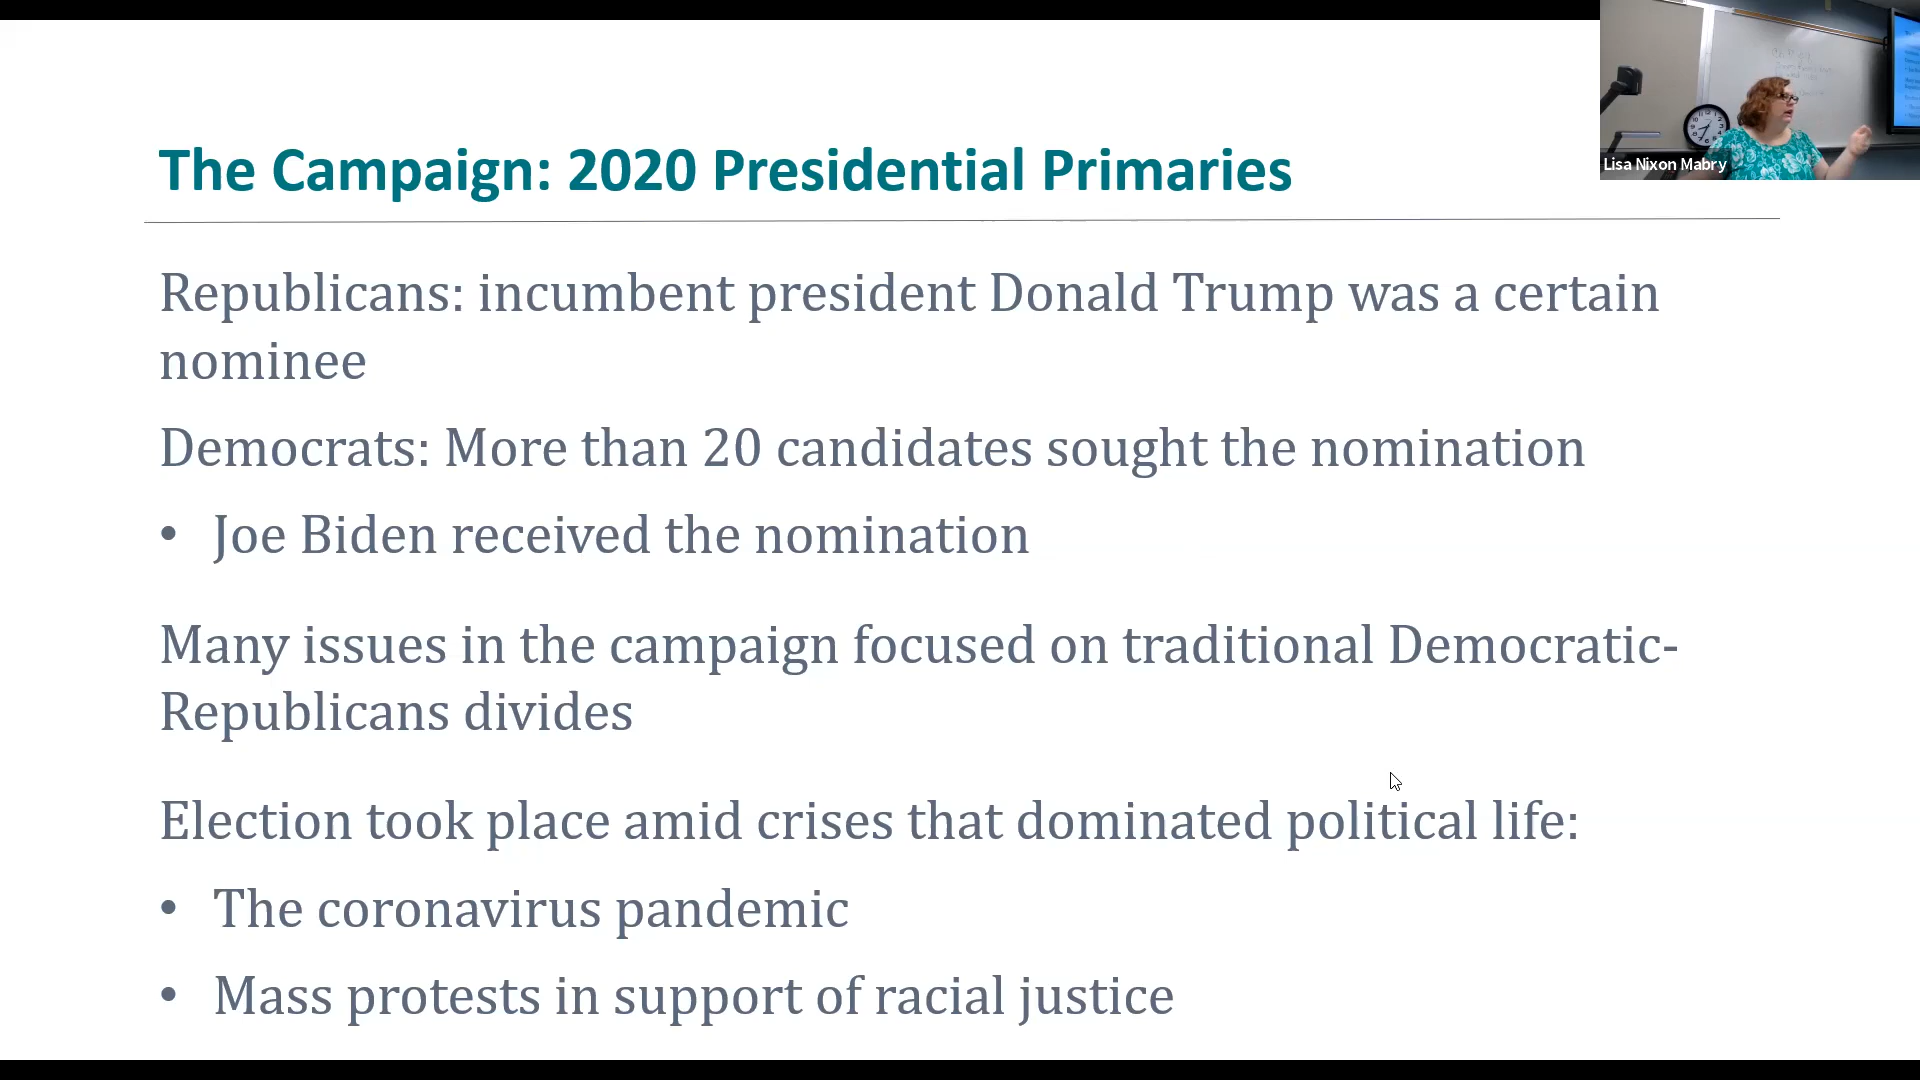 The Campaign: 2020 Presidential Primaries
Lisa Nixon Mabry
Republicans: incumbent president Donald Trump was a certain
nominee
Democrats: More than 20 candidates sought the nomination
• Joe Biden received the nomination
Many issues in the campaign focused on traditional Democratic-
Republicans divides
Election took place amid crises that dominated political life:
• The coronavirus pandemic
• Mass protests in support of racial justice